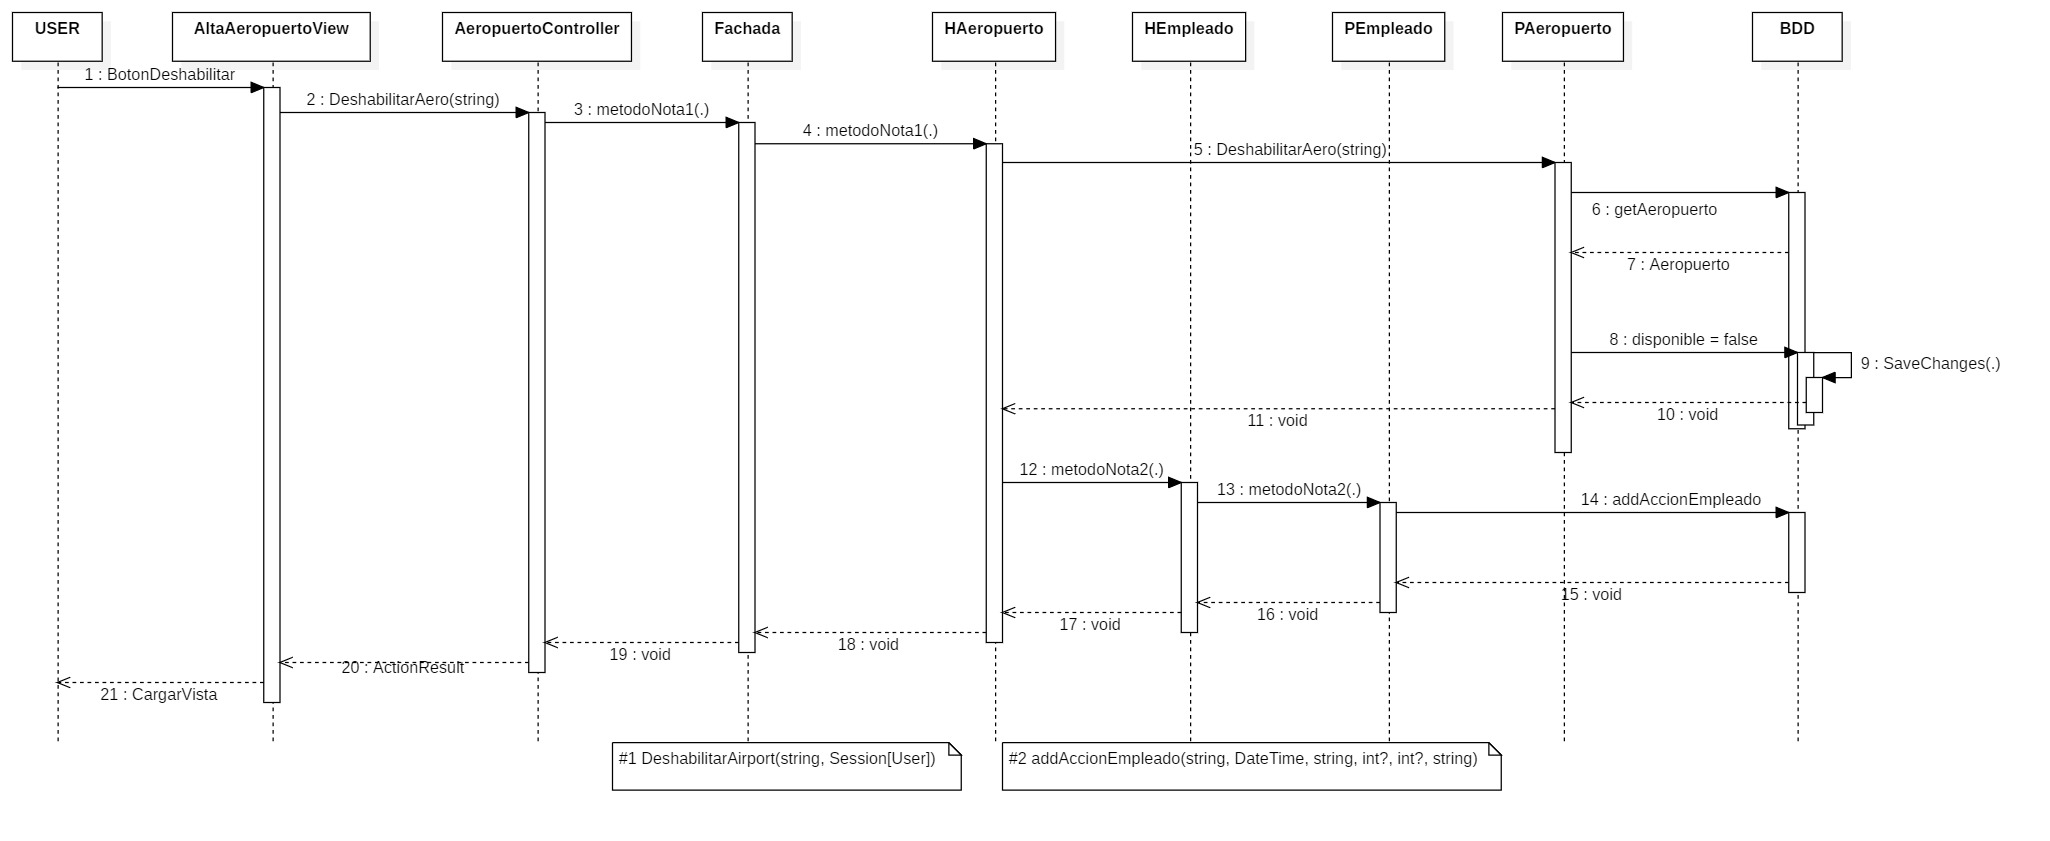 USER
AltaAeropuertoView
AeropuertoController
Fachada
HAeropuerto
HEmpleado
PEmpleado
PAeropuerto
BDD
1 : BotonDeshabilitar
2 : DeshabilitarAero(string)
3 : metodoNota1(.)
4 : metodoNota1(.)
5 : DeshabilitarAero(string)
6 : getAeropuerto
7 : Aeropuerto
8 : disponible = false
9 : SaveChanges(.)
10 : void
11 : void
12 : metodoNota2(.)
13 : metodoNota2(.)
14 : addAccionEmpleado
15 : void
16 : void
17 : void
18 : void
19 : void
20 : ActionResult
21 : CargarVista
#1 DeshabilitarAirport(string, Session[User])
#2 addAccionEmpleado(string, DateTime, string, int?, int?, string)